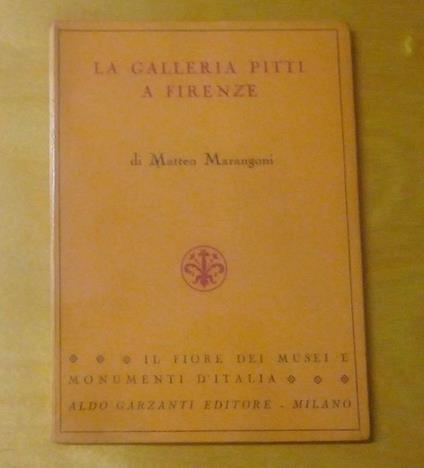 LA GALLERIA PITTI
A FIRENZE
di Matteo Marangoni
IL FIORE DEI MUSEI E
MONUMENTI D'ITALIA
ALDO GARZANTI EDITORE - MILANO